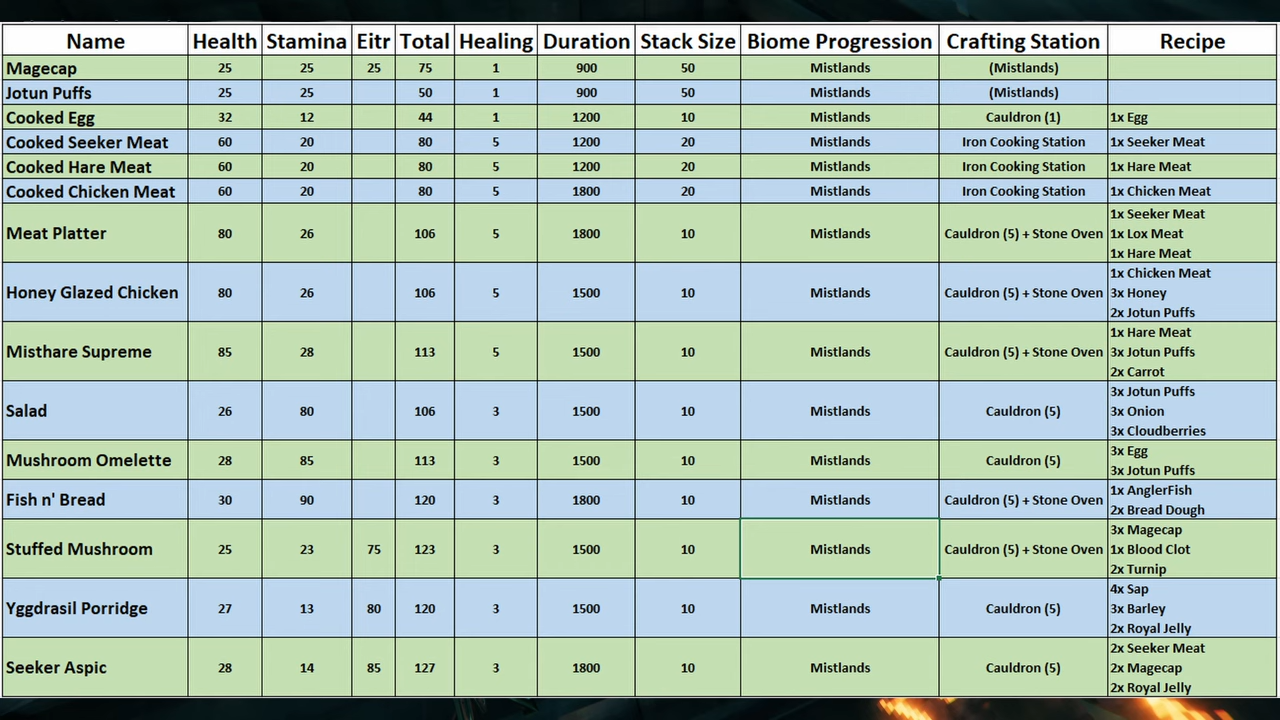 Name Health Stamina Eitr Total Healing Duration Stack Size Biome Progression Crafting Station Recipe
Magecap 25 25 25 75 1 900 50 Mistlands (Mistlands)
Jotun Puffs 25 25 50 1 900 50 Mistlands (Mistlands)
Cooked Egg 32 12 44 1 1200 10 Mistlands Cauldron (1) 1x Egg
Cooked Seeker Meat 60 20 80 5 1200 20 Mistlands Iron Cooking Station 1x Seeker Meat
Cooked Hare Meat 60 20 80 5 1200 20 Mistlands Iron Cooking Station 1x Hare Meat
Cooked Chicken Meat 60 20 80 5 1800 20 Mistlands Iron Cooking Station 1x Chicken Meat
Meat Platter 80 26 106 5 1800 10 Mistlands Cauldron (5) + Stone Oven 1x Seeker Meat
1x Lox Meat
1x Hare Meat
Honey Glazed Chicken 80 26 106 5 1500 10 Mistlands Cauldron (5) + Stone Oven 1x Chicken Meat
3x Honey
2x Jotun Puffs
Misthare Supreme 85 28 113 5 1500 10 Mistlands Cauldron (5) + Stone Oven 1x Hare Meat
3x Jotun Puffs
2x Carrot
Salad 26 80 106 3 1500 10 Mistlands Cauldron (5) 3x Jotun Puffs
3x Onion
3x Cloudberries
Mushroom Omelette 28 85 113 3 1500 10 Mistlands Cauldron (5) 3x Egg
3x Jotun Puffs
Fish n' Bread 30 90 120 3 1800 10 Mistlands Cauldron (5) + Stone Oven 1x AnglerFish
2x Bread Dough
Stuffed Mushroom 25 23 75 123 3 1500 10 Mistlands Cauldron (5) + Stone Oven 3x Magecap
1x Blood Clot
2x Turnip
Yggdrasil Porridge 27 13 80 120 3 1500 10 Mistlands Cauldron (5) 4x Sap
3x Barley
2x Royal Jelly
Seeker Aspic 28 14 85 127 3 1800 10 Mistlands Cauldron (5) 2x Seeker Meat
2x Magecap
2x Royal Jelly